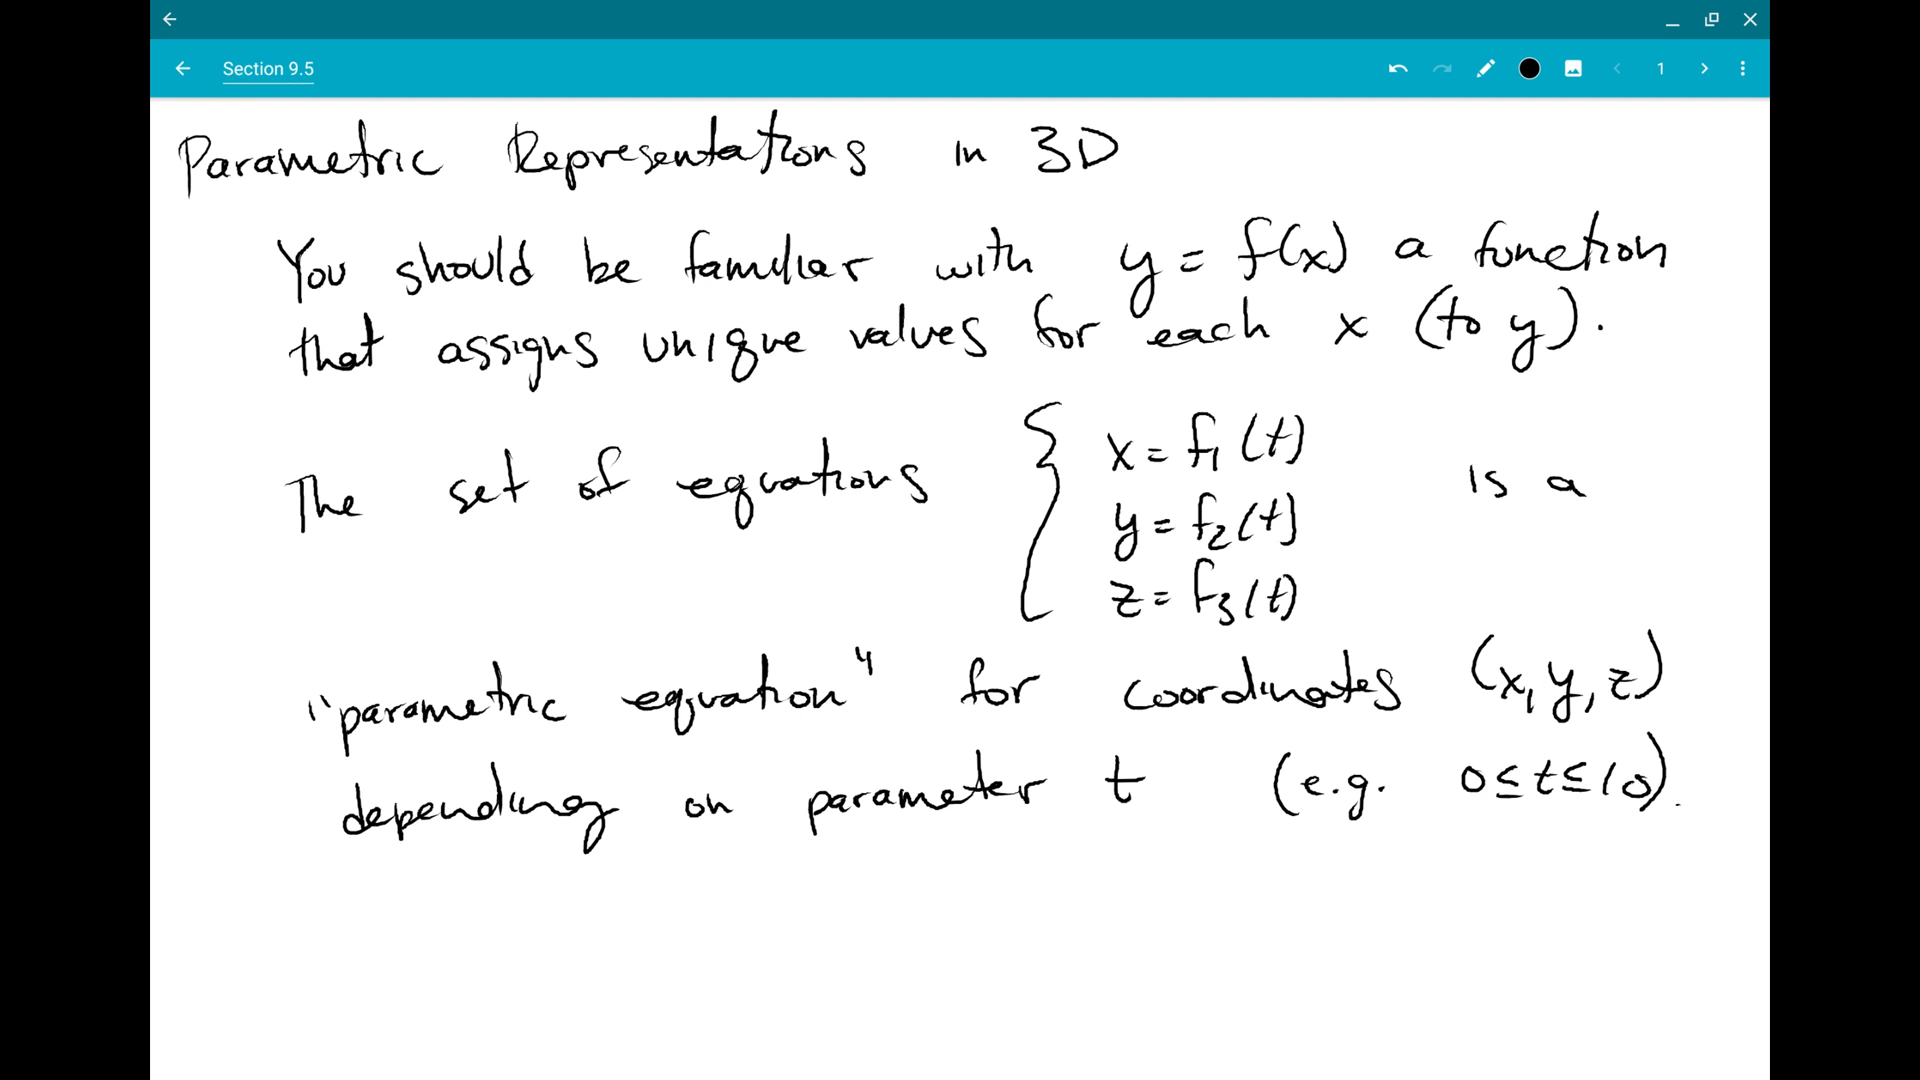 Section 9.5
1
Parametric Representations in 3D
You should be familiar with y = f(x) a function
that assigns unique values for each x (to y).
The set of equations { x = f₁(t) is a
y = f₂(t)
z = f₃(t)
"parametric equation" for coordinates (x, y, z)
depending on parameter t (e.g. 0≤t≤10).